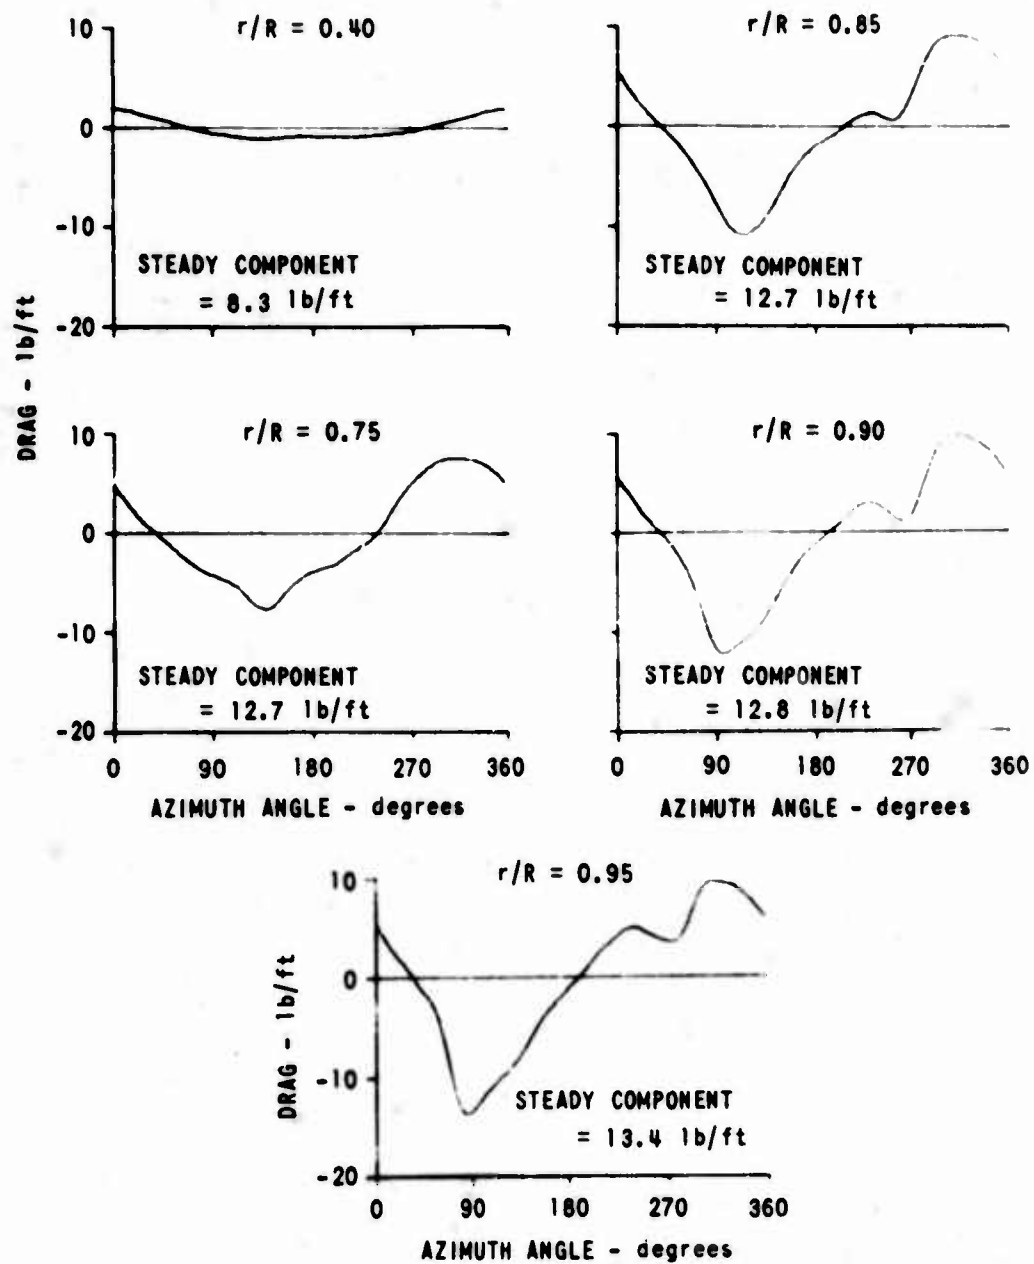 r/R = 0.40
10
0
-10
-20
STEADY COMPONENT
= 8.3 lb/ft
r/R = 0.85
STEADY COMPONENT
= 12.7 lb/ft
DRAG - lb/ft
r/R = 0.75
10
0
-10
-20
STEADY COMPONENT
= 12.7 lb/ft
0 90 180 270 360
AZIMUTH ANGLE - degrees
r/R = 0.90
STEADY COMPONENT
= 12.8 lb/ft
0 90 180 270 360
AZIMUTH ANGLE - degrees
r/R = 0.95
10
0
-10
-20
DRAG - lb/ft
STEADY COMPONENT
= 13.4 lb/ft
0 90 180 270 360
AZIMUTH ANGLE - degrees